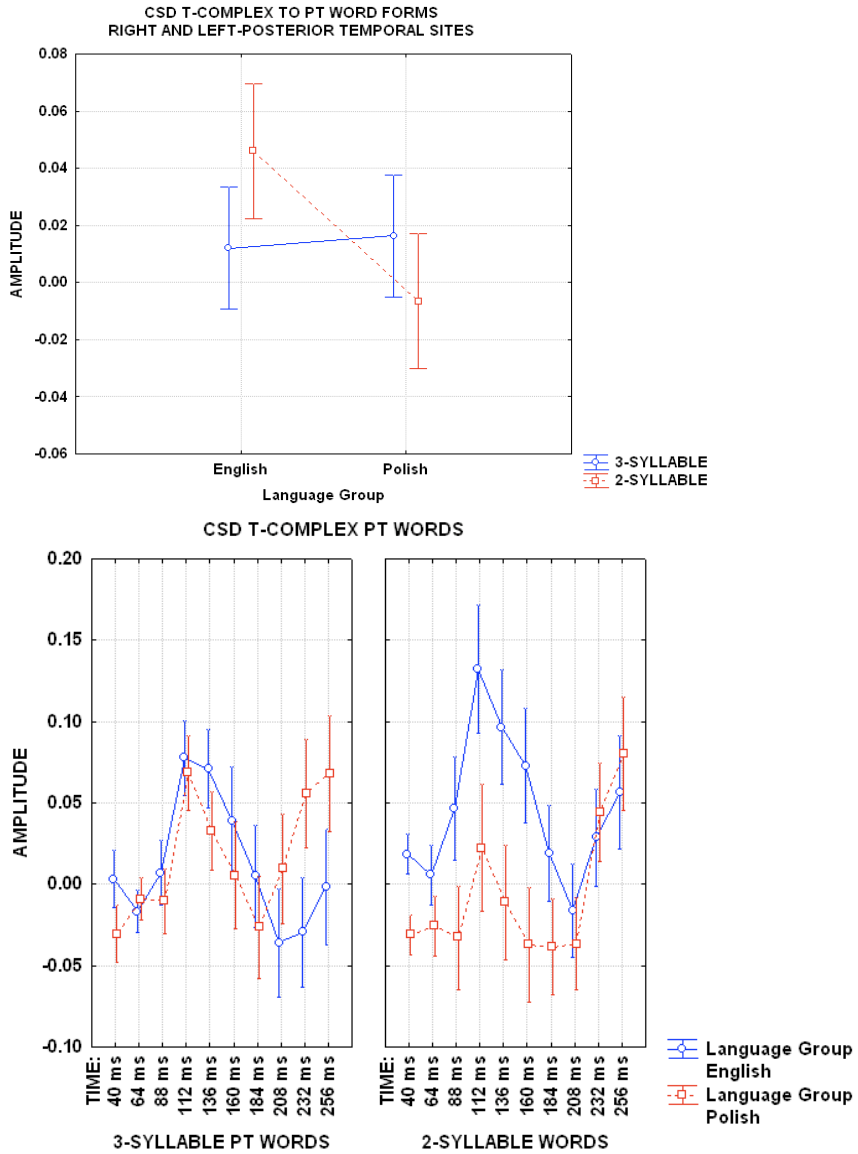 CSD T-COMPLEX TO PT WORD FORMS
RIGHT AND LEFT-POSTERIOR TEMPORAL SITES
0.08
0.06
0.04
0.02
0.00
-0.02
-0.04
-0.06
AMPLITUDE
English Polish
Language Group
3-SYLLABLE
2-SYLLABLE
CSD T-COMPLEX PT WORDS
0.20
0.15
0.10
0.05
0.00
-0.05
-0.10
AMPLITUDE
TIME: 40 ms 64 ms 88 ms 112 ms 136 ms 160 ms 184 ms 208 ms 232 ms 256 ms
3-SYLLABLE PT WORDS
TIME: 40 ms 64 ms 88 ms 112 ms 136 ms 160 ms 184 ms 208 ms 232 ms 256 ms
2-SYLLABLE WORDS
Language Group
English
Language Group
Polish